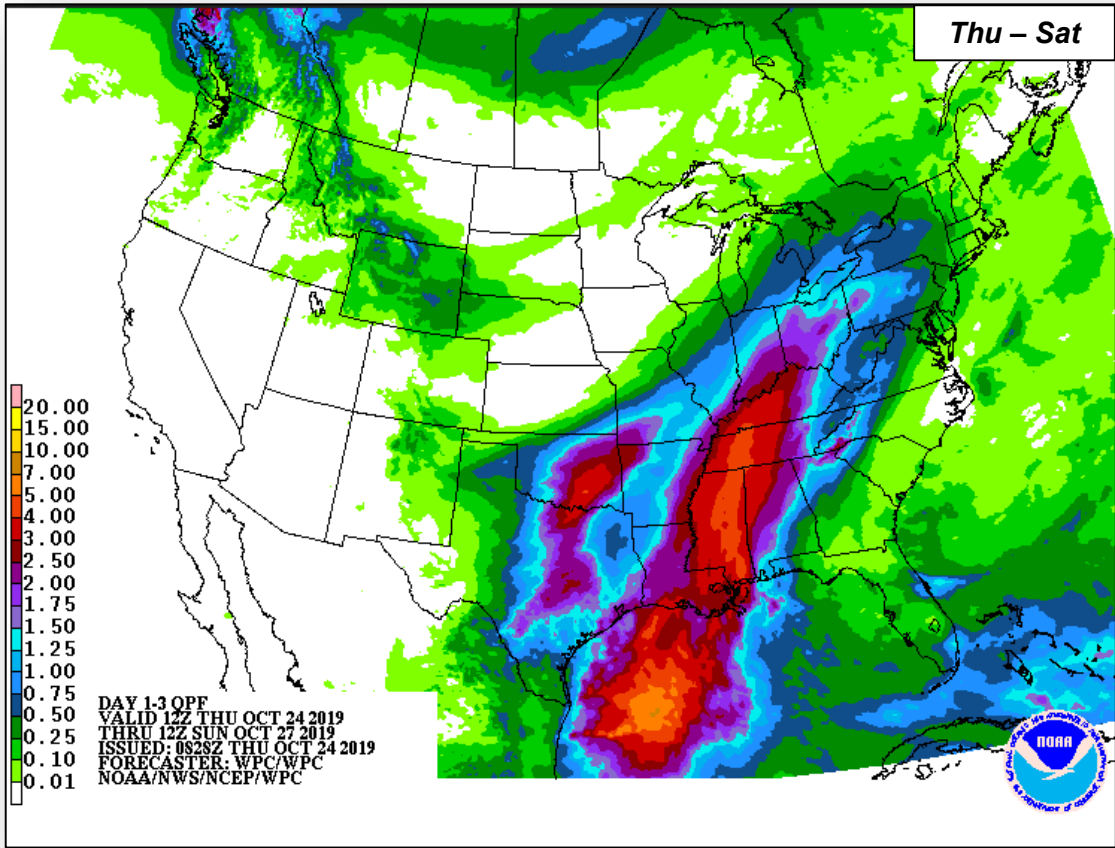 Thu – Sat
20.00
15.00
10.00
7.00
5.00
4.00
3.00
2.50
2.00
1.75
1.50
1.25
1.00
0.75
0.50
0.25
0.10
0.01
DAY 1-3 QPF
VALID 12Z THU OCT 24 2019
THRU 12Z SUN OCT 27 2019
ISSUED: 0828Z THU OCT 24 2019
FORECASTER: WPC/WPC
NOAA/NWS/NCEP/WPC
NOAA